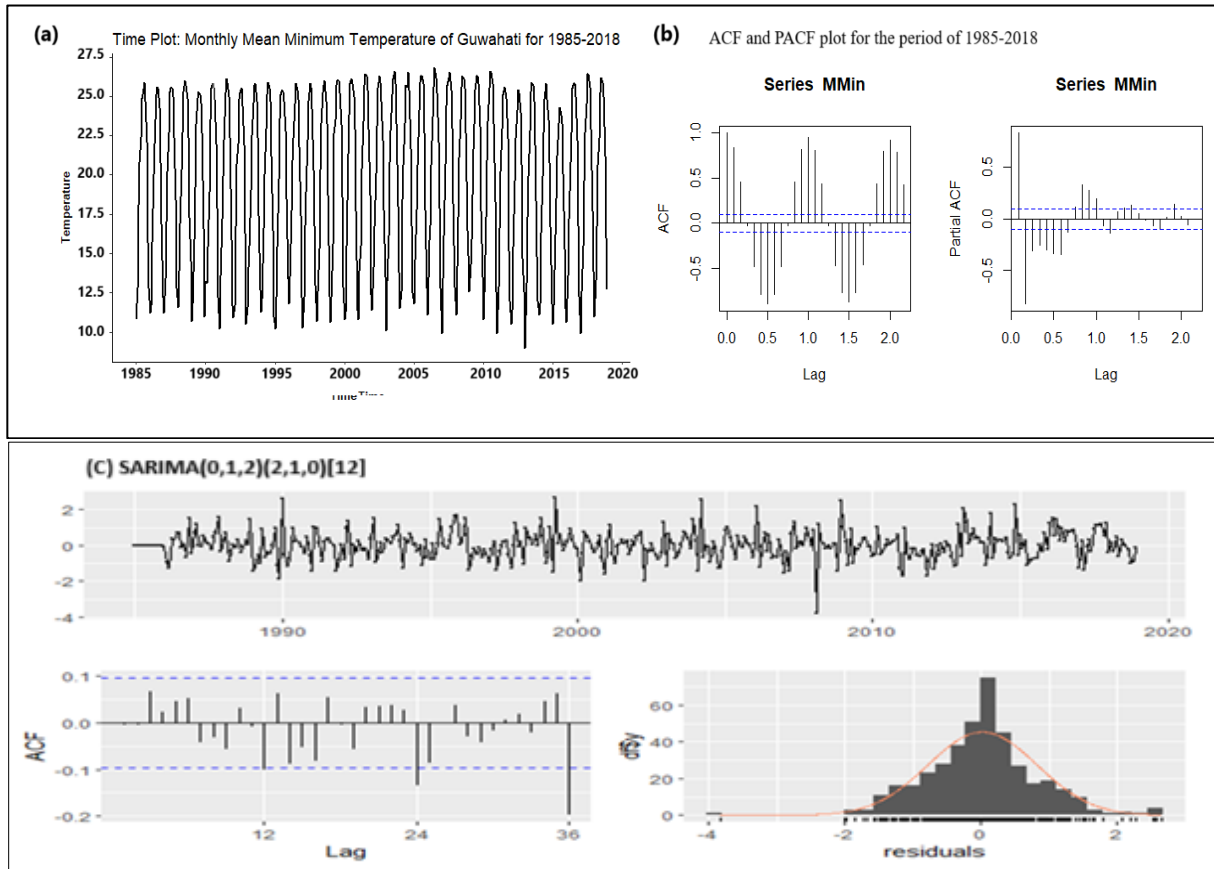 (a)
Time Plot: Monthly Mean Minimum Temperature of Guwahati for 1985-2018
27.5
25.0
22.5
20.0
17.5
15.0
12.5
10.0
Temperature
1985 1990 1995 2000 2005 2010 2015 2020
(b)
ACF and PACF plot for the period of 1985-2018
Series MMin
1.0
0.5
0.0
-0.5
ACF
0.0 0.5 1.0 1.5 2.0
Lag
Series MMin
0.5
0.0
-0.5
Partial ACF
0.0 0.5 1.0 1.5 2.0
Lag
(C) SARIMA(0,1,2)(2,1,0)[12]
2
0
-2
-4
1990 2000 2010 2020
0.1
0.0
-0.1
-0.2
ACF
12 24 36
Lag
60
40
20
0
df$y
-4 -2 0 2
residuals